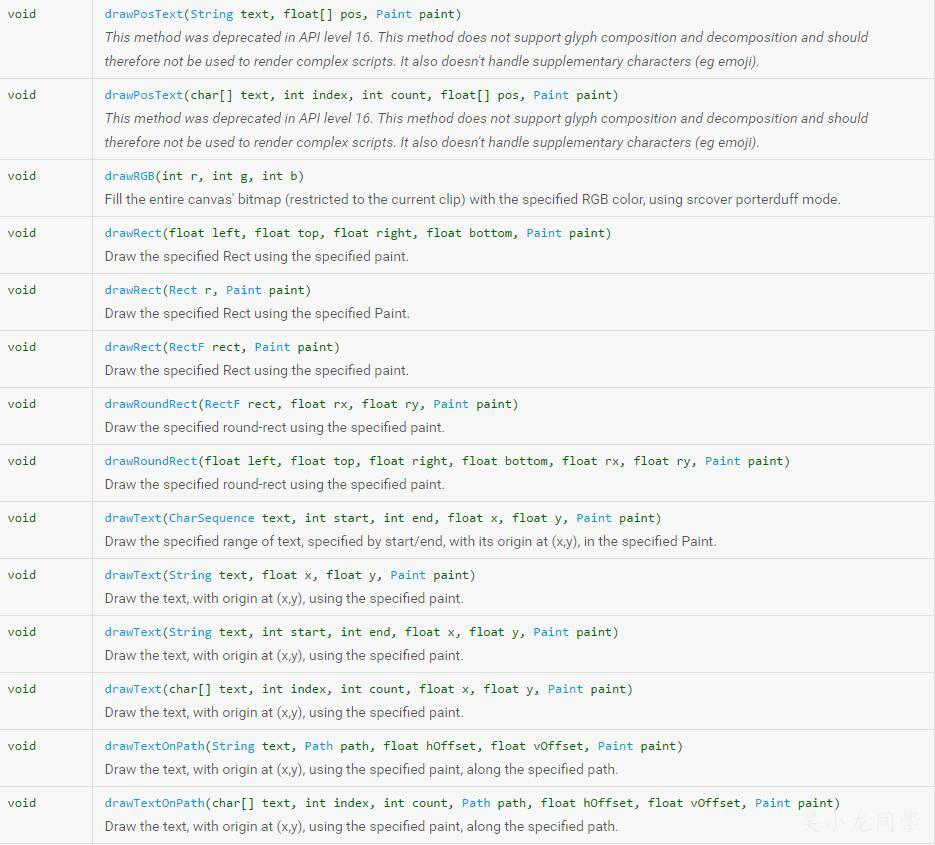 void drawPosText(String text, float[] pos, Paint paint)
This method was deprecated in API level 16. This method does not support glyph composition and decomposition and should
therefore not be used to render complex scripts. It also doesn't handle supplementary characters (eg emoji).
void drawPosText(char[] text, int index, int count, float[] pos, Paint paint)
This method was deprecated in API level 16. This method does not support glyph composition and decomposition and should
therefore not be used to render complex scripts. It also doesn't handle supplementary characters (eg emoji).
void drawRGB(int r, int g, int b)
Fill the entire canvas' bitmap (restricted to the current clip) with the specified RGB color, using srcover porterduff mode.
void drawRect(float left, float top, float right, float bottom, Paint paint)
Draw the specified Rect using the specified paint.
void drawRect(Rect r, Paint paint)
Draw the specified Rect using the specified Paint.
void drawRect(RectF rect, Paint paint)
Draw the specified Rect using the specified paint.
void drawRoundRect(RectF rect, float rx, float ry, Paint paint)
Draw the specified round-rect using the specified paint.
void drawRoundRect(float left, float top, float right, float bottom, float rx, float ry, Paint paint)
Draw the specified round-rect using the specified paint.
void drawText(CharSequence text, int start, int end, float x, float y, Paint paint)
Draw the specified range of text, specified by start/end, with its origin at (x,y), in the specified Paint.
void drawText(String text, float x, float y, Paint paint)
Draw the text, with origin at (x,y), using the specified paint.
void drawText(String text, int start, int end, float x, float y, Paint paint)
Draw the text, with origin at (x,y), using the specified paint.
void drawText(char[] text, int index, int count, float x, float y, Paint paint)
Draw the text, with origin at (x,y), using the specified paint.
void drawTextOnPath(String text, Path path, float hOffset, float vOffset, Paint paint)
Draw the text, with origin at (x,y), using the specified paint, along the specified path.
void drawTextOnPath(char[] text, int index, int count, Path path, float hOffset, float vOffset, Paint paint)
Draw the text, with origin at (x,y), using the specified paint, along the specified path.
吴小龙同學